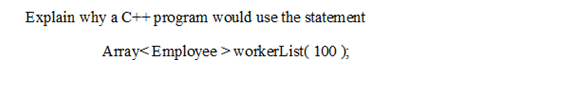 Explain why a C++ program would use the statement
Array< Employee > workerList( 100 );